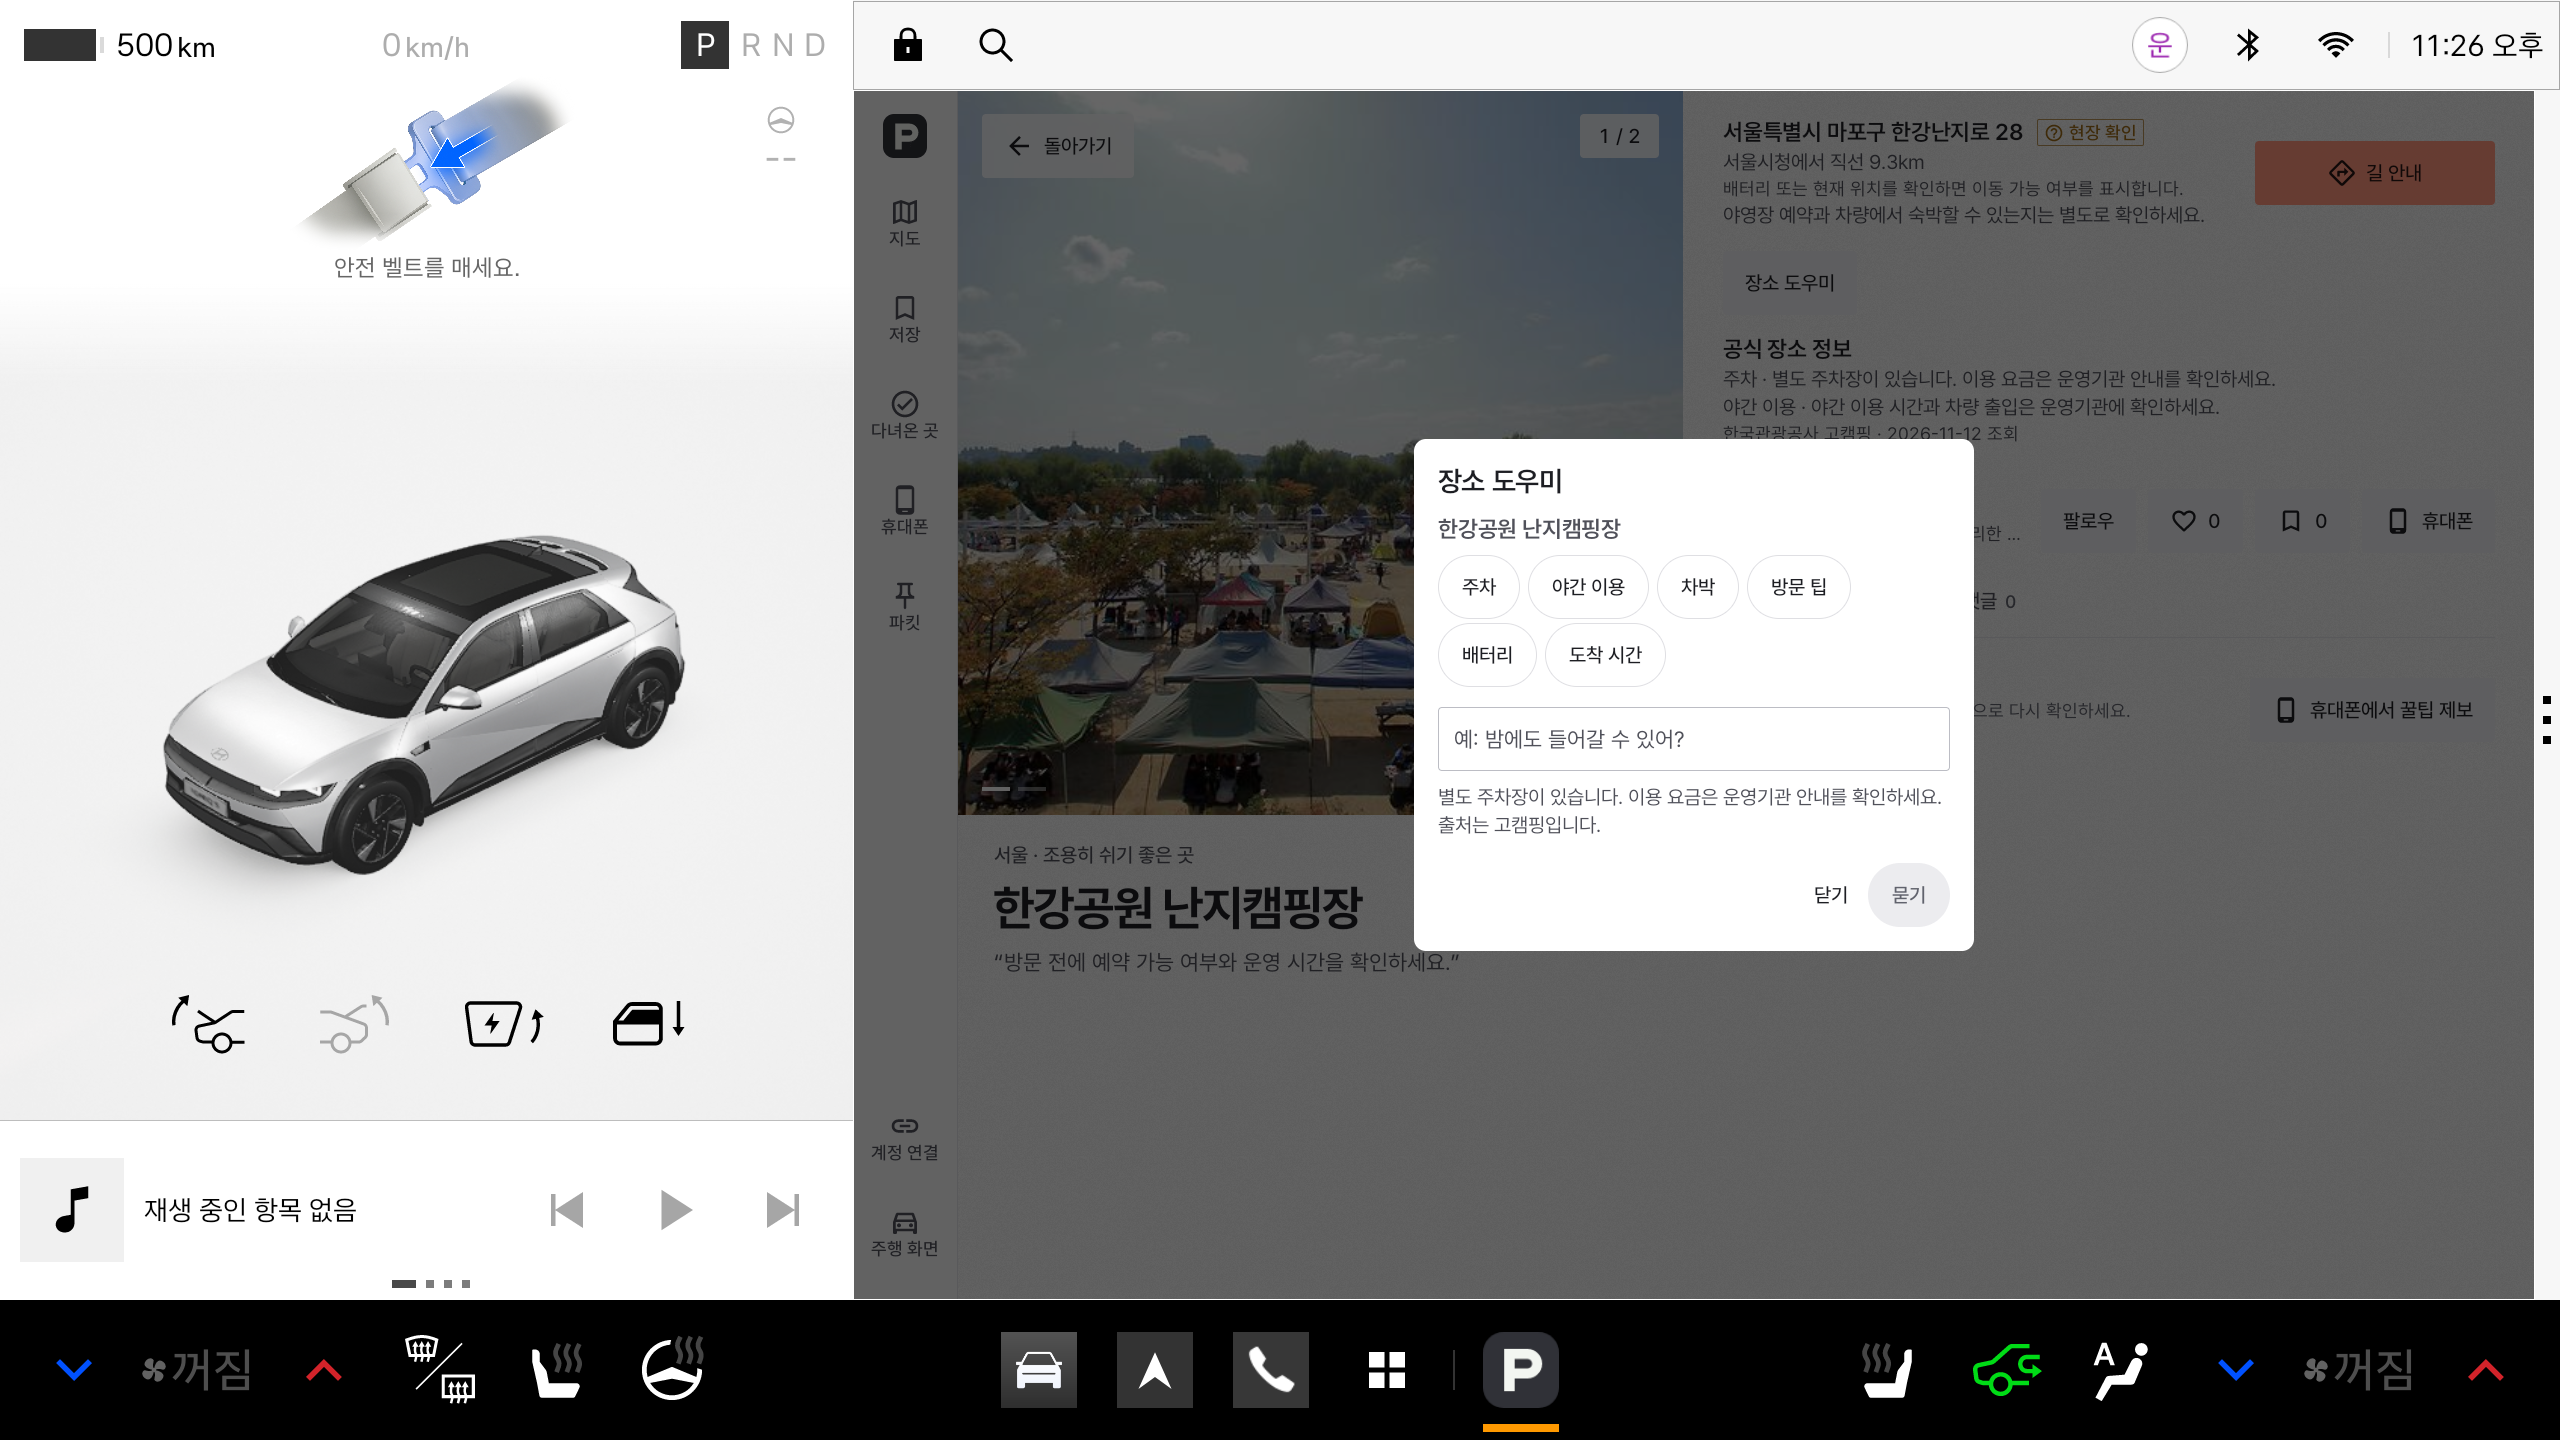 500 km
0 km/h
P R N D
안전 벨트를 매세요.
재생 중인 항목 없음
운
11:26 오후
P
지도
저장
다녀온 곳
휴대폰
파킷
계정 연결
주행 화면
돌아가기
1 / 2
서울 · 조용히 쉬기 좋은 곳
한강공원 난지캠핑장
“방문 전에 예약 가능 여부와 운영 시간을 확인하세요.”
서울특별시 마포구 한강난지로 28
현장 확인
서울시청에서 직선 9.3km
배터리 또는 현재 위치를 확인하면 이동 가능 여부를 표시합니다.
야영장 예약과 차량에서 숙박할 수 있는지는 별도로 확인하세요.
길 안내
장소 도우미
공식 장소 정보
주차 · 별도 주차장이 있습니다. 이용 요금은 운영기관 안내를 확인하세요.
야간 이용 · 야간 이용 시간과 차량 출입은 운영기관에 확인하세요.
한국관광공사 고캠핑 · 2026-11-12 조회
리한 ...
팔로우
0
0
휴대폰
댓글 0
으로 다시 확인하세요.
휴대폰에서 꿀팁 제보
장소 도우미
한강공원 난지캠핑장
주차
야간 이용
차박
방문 팁
배터리
도착 시간
예: 밤에도 들어갈 수 있어?
별도 주차장이 있습니다. 이용 요금은 운영기관 안내를 확인하세요.
출처는 고캠핑입니다.
닫기
묻기
꺼짐
P
A
꺼짐